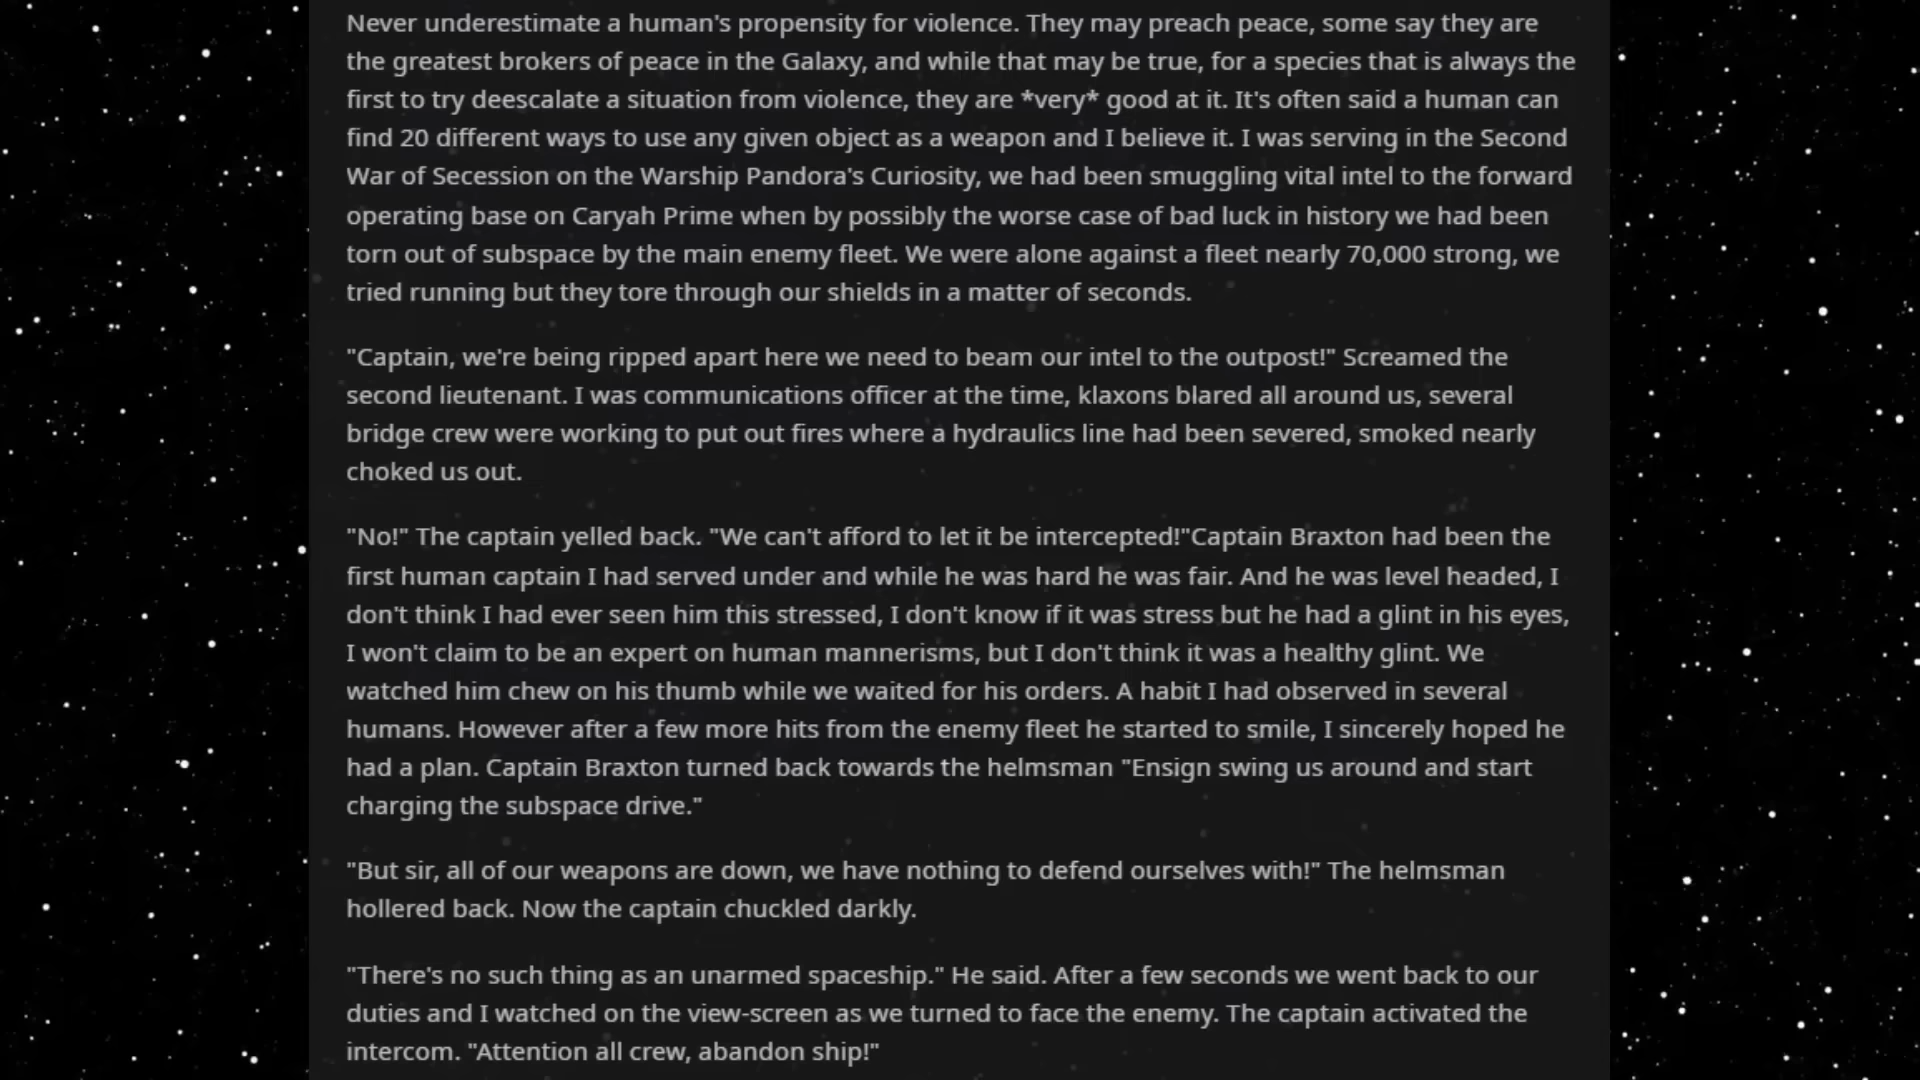 Never underestimate a human's propensity for violence. They may preach peace, some say they are
the greatest brokers of peace in the Galaxy, and while that may be true, for a species that is always the
first to try deescalate a situation from violence, they are *very* good at it. It's often said a human can
find 20 different ways to use any given object as a weapon and I believe it. I was serving in the Second
War of Secession on the Warship Pandora's Curiosity, we had been smuggling vital intel to the forward
operating base on Caryah Prime when by possibly the worse case of bad luck in history we had been
torn out of subspace by the main enemy fleet. We were alone against a fleet nearly 70,000 strong, we
tried running but they tore through our shields in a matter of seconds.
"Captain, we're being ripped apart here we need to beam our intel to the outpost!" Screamed the
second lieutenant. I was communications officer at the time, klaxons blared all around us, several
bridge crew were working to put out fires where a hydraulics line had been severed, smoked nearly
choked us out.
"No!" The captain yelled back. "We can't afford to let it be intercepted!"Captain Braxton had been the
first human captain I had served under and while he was hard he was fair. And he was level headed, I
don't think I had ever seen him this stressed, I don't know if it was stress but he had a glint in his eyes,
I won't claim to be an expert on human mannerisms, but I don't think it was a healthy glint. We
watched him chew on his thumb while we waited for his orders. A habit I had observed in several
humans. However after a few more hits from the enemy fleet he started to smile, I sincerely hoped he
had a plan. Captain Braxton turned back towards the helmsman "Ensign swing us around and start
charging the subspace drive."
"But sir, all of our weapons are down, we have nothing to defend ourselves with!" The helmsman
hollered back. Now the captain chuckled darkly.
"There's no such thing as an unarmed spaceship." He said. After a few seconds we went back to our
duties and I watched on the view-screen as we turned to face the enemy. The captain activated the
intercom. "Attention all crew, abandon ship!"